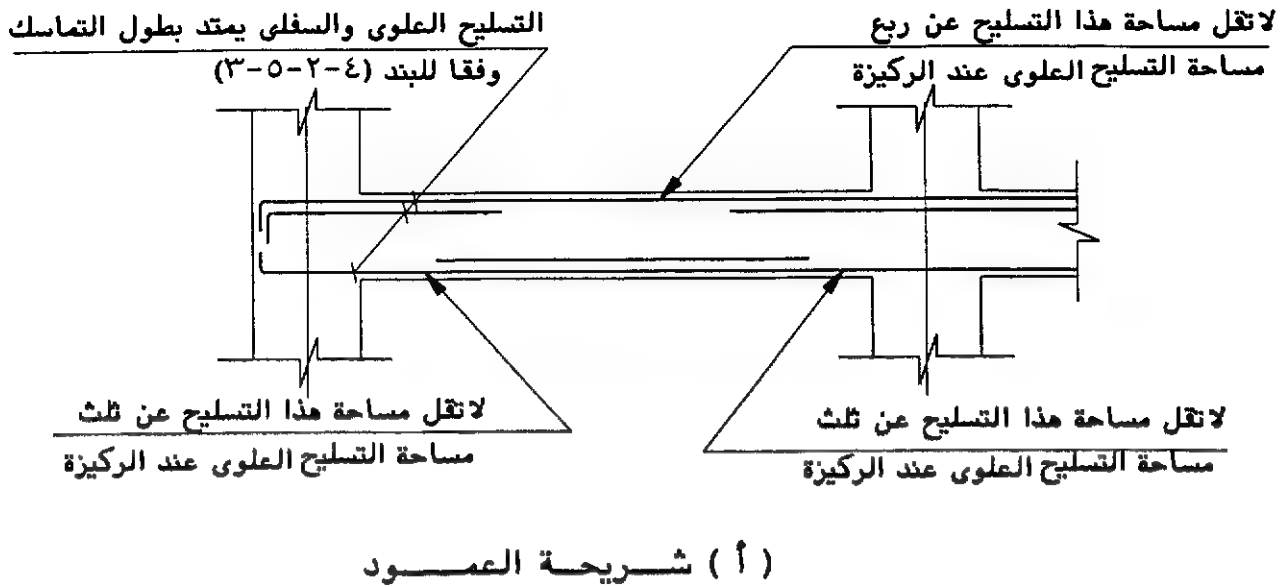 لاتقل مساحة هذا التسليح عن ربع
مساحة التسليح العلوى عند الركيزة
التسليح العلوى والسفلى يمتد بطول التماسك
وفقا للبند (٤-٢-٥-٣)
لاتقل مساحة هذا التسليح عن ثلث
مساحة التسليح العلوى عند الركيزة
لاتقل مساحة هذا التسليح عن ثلث
مساحة التسليح العلوى عند الركيزة
(أ) شريحة العمود